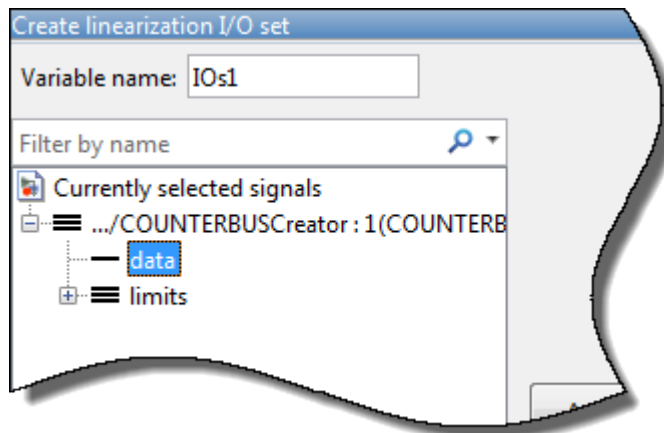 Create linearization I/O set
Variable name: IOs1
Filter by name
Currently selected signals
.../COUNTERBUSCreator : 1(COUNTERB
data
limits